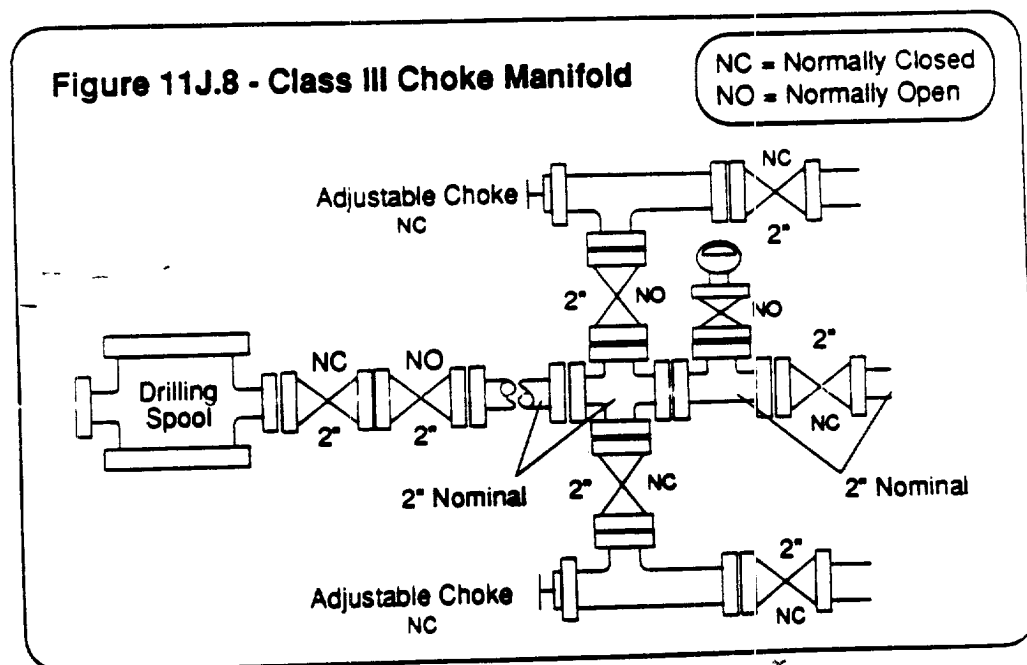 Figure 11J.8 - Class III Choke Manifold
NC = Normally Closed
NO = Normally Open
Adjustable Choke
NC
NC
2"
2"
NO
NO
Drilling
Spool
NC
NO
2"
2"
2"
NC
2" Nominal
2"
NC
2" Nominal
Adjustable Choke
NC
2"
NC